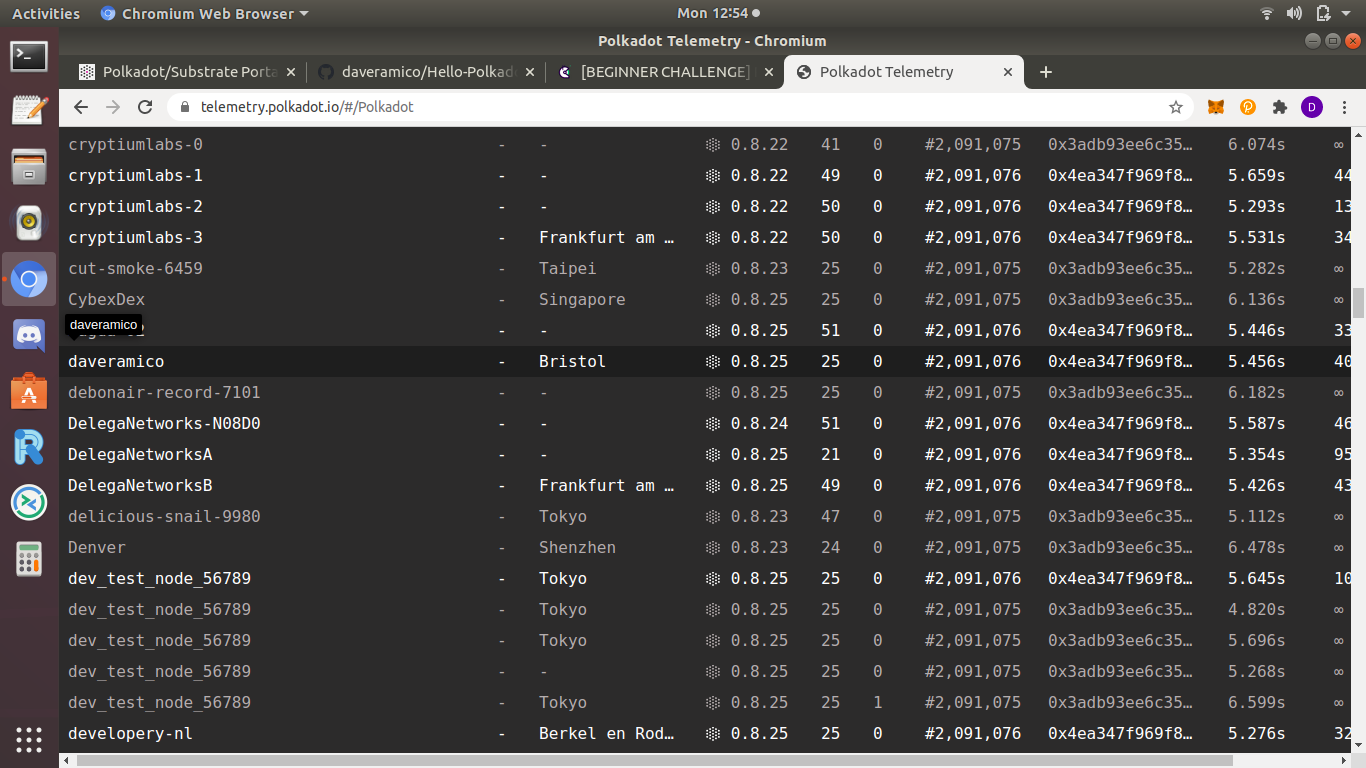 Activities Chromium Web Browser Mon 12:54
Polkadot Telemetry - Chromium
Polkadot/Substrate Porta daveramico/Hello-Polkad [BEGINNER CHALLENGE] Polkadot Telemetry
telemetry.polkadot.io/#/Polkadot D
cryptiumlabs-0 - - 0.8.22 41 0 #2,091,075 0x3adb93ee6c35… 6.074s ∞
cryptiumlabs-1 - - 0.8.22 49 0 #2,091,076 0x4ea347f969f8… 5.659s 44
cryptiumlabs-2 - - 0.8.22 50 0 #2,091,076 0x4ea347f969f8… 5.293s 13
cryptiumlabs-3 - Frankfurt am … 0.8.22 50 0 #2,091,076 0x4ea347f969f8… 5.531s 34
cut-smoke-6459 - Taipei 0.8.23 25 0 #2,091,075 0x3adb93ee6c35… 5.282s ∞
CybexDex - Singapore 0.8.25 25 0 #2,091,075 0x3adb93ee6c35… 6.136s ∞
daveramico
- - 0.8.25 51 0 #2,091,076 0x4ea347f969f8… 5.446s 33
daveramico - Bristol 0.8.25 25 0 #2,091,076 0x4ea347f969f8… 5.456s 40
debonair-record-7101 - - 0.8.25 25 0 #2,091,075 0x3adb93ee6c35… 6.182s ∞
DelegaNetworks-N08D0 - - 0.8.24 51 0 #2,091,076 0x4ea347f969f8… 5.587s 46
DelegaNetworksA - - 0.8.25 21 0 #2,091,076 0x4ea347f969f8… 5.354s 95
DelegaNetworksB - Frankfurt am … 0.8.25 49 0 #2,091,076 0x4ea347f969f8… 5.426s 43
delicious-snail-9980 - Tokyo 0.8.23 47 0 #2,091,075 0x3adb93ee6c35… 5.112s ∞
Denver - Shenzhen 0.8.23 24 0 #2,091,075 0x3adb93ee6c35… 6.478s ∞
dev_test_node_56789 - Tokyo 0.8.25 25 0 #2,091,076 0x4ea347f969f8… 5.645s 10
dev_test_node_56789 - Tokyo 0.8.25 25 0 #2,091,075 0x3adb93ee6c35… 4.820s ∞
dev_test_node_56789 - Tokyo 0.8.25 25 0 #2,091,075 0x3adb93ee6c35… 5.696s ∞
dev_test_node_56789 - - 0.8.25 25 0 #2,091,075 0x3adb93ee6c35… 5.268s ∞
dev_test_node_56789 - Tokyo 0.8.25 25 1 #2,091,075 0x3adb93ee6c35… 6.599s ∞
developery-nl - Berkel en Rod… 0.8.25 25 0 #2,091,076 0x4ea347f969f8… 5.276s 32